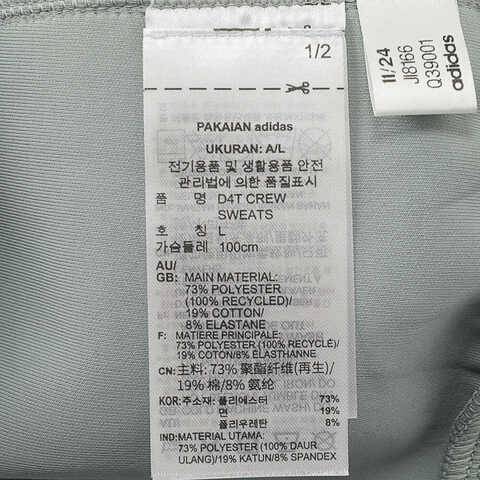 1/2
PAKAIAN adidas
UKURAN: A/L
전기용품 및 생활용품 안전
관리법에 의한 품질표시
품 명 D4T CREW
SWEATS
호 칭 L
가슴둘레 100cm
AU/
GB: MAIN MATERIAL:
73% POLYESTER
(100% RECYCLED)/
19% COTTON/
8% ELASTANE
F: MATIÈRE PRINCIPALE:
73% POLYESTER (100% RECYCLÉ)/
19% COTON/8% ÉLASTHANNE
CN: 主料: 73% 聚酯纤维(再生)/
19% 棉/8% 氨纶
KOR: 주소재: 폴리에스터 73%
면 19%
폴리우레탄 8%
IND: MATERIAL UTAMA:
73% POLYESTER (100% DAUR
ULANG)/19% KATUN/8% SPANDEX
11/24
JI8166
Q39001
adidas